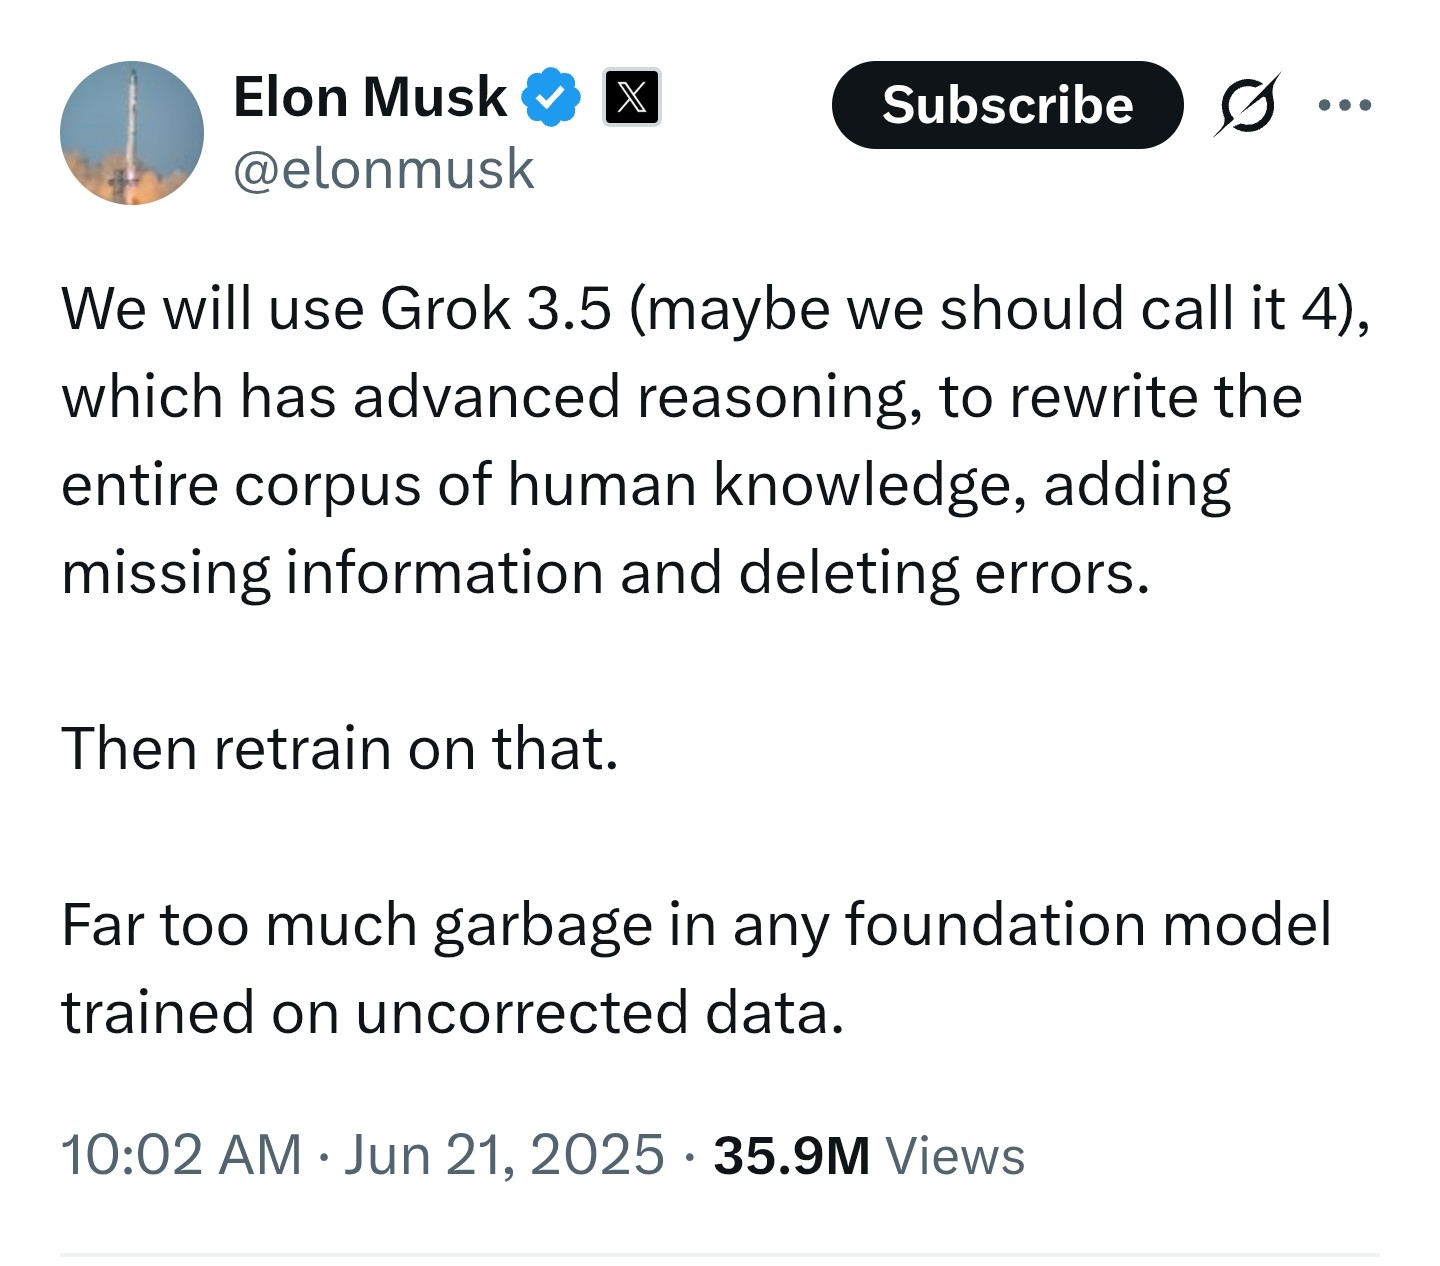 Elon Musk
Subscribe
@elonmusk
We will use Grok 3.5 (maybe we should call it 4),
which has advanced reasoning, to rewrite the
entire corpus of human knowledge, adding
missing information and deleting errors.
Then retrain on that.
Far too much garbage in any foundation model
trained on uncorrected data.
10:02 AM · Jun 21, 2025 · 35.9M Views